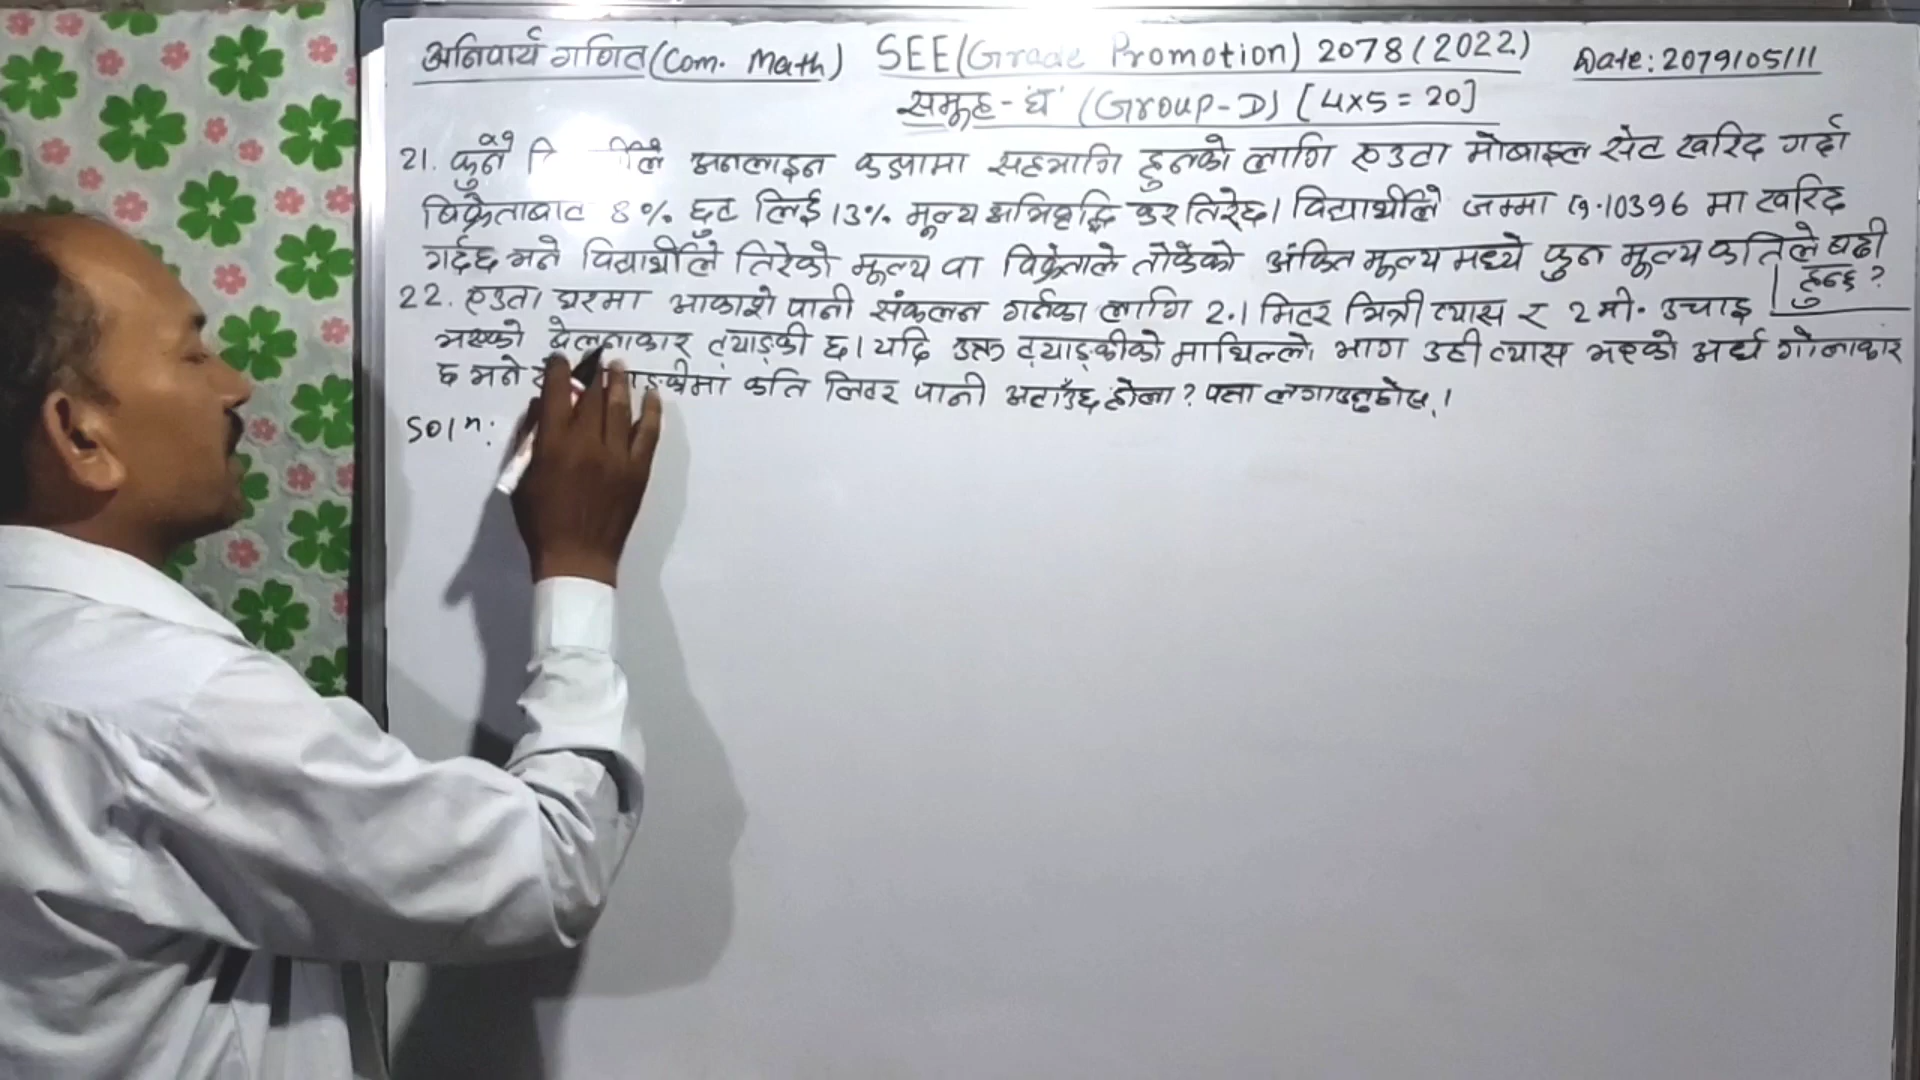 अनिवार्य गणित (Com. Math) SEE (Grade Promotion) 2078 (2022) Date: 2079/05/11
समूह - 'घ' (Group-D) [4x5 = 20]
21. कुनै ले अनलाइन कक्षामा सहभागि हुनको लागि एउटा मोबाइल सेट खरिद गर्दा
बिक्रेताबाट 8% छुट लिई 13% मूल्य अभिवृद्धि कर तिरेछ। विद्यार्थीले जम्मा रु.10396 मा खरिद
गर्दछ भने विद्यार्थीले तिरेको मूल्य वा विक्रेताले तोकेको अंकित मूल्य मध्ये कुन मूल्य कतिले बढी
हुन्छ ?
22. एउटा घरमा आकाशे पानी संकलन गर्नका लागि 2.1 मिटर भित्री व्यास र 2 मी. उचाइ
भएको बेलनाकार ट्याङ्की छ। यदि उक्त ट्याङ्कीको माथिल्लो भाग उही व्यास भएको अर्ध गोलाकार
छ भने कति लिटर पानी अटाउँछ होला ? पत्ता लगाउनुहोस् ।
Solⁿ: